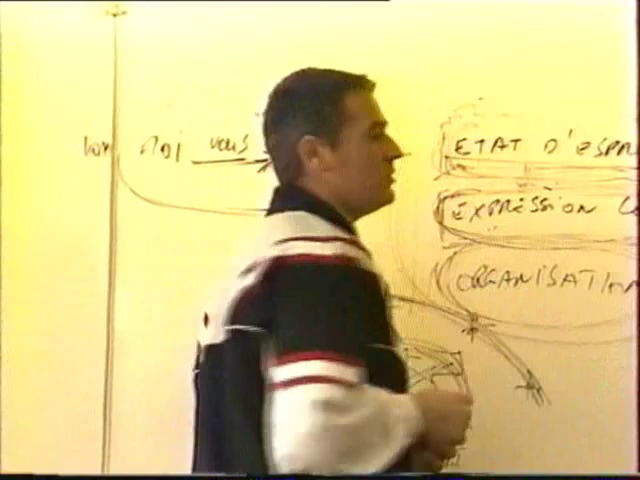 MOI vous
ETAT D'ESPR
EXPRESSION
ORGANISATION